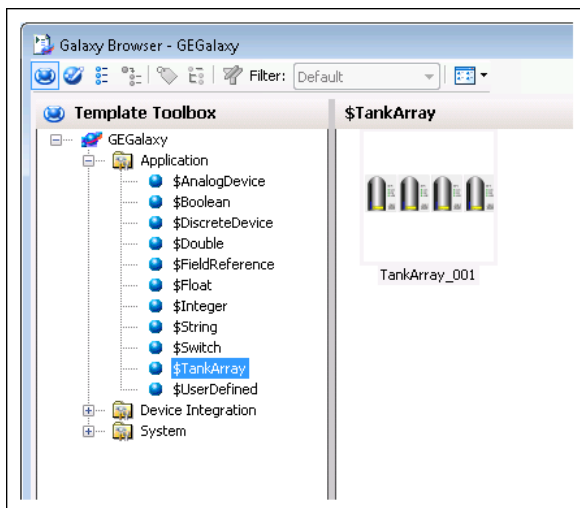 Galaxy Browser - GEGalaxy
Filter: Default
Template Toolbox
$TankArray
GEGalaxy
Application
$AnalogDevice
$Boolean
$DiscreteDevice
$Double
$FieldReference
$Float
$Integer
$String
$Switch
$TankArray
$UserDefined
Device Integration
System
TankArray_001